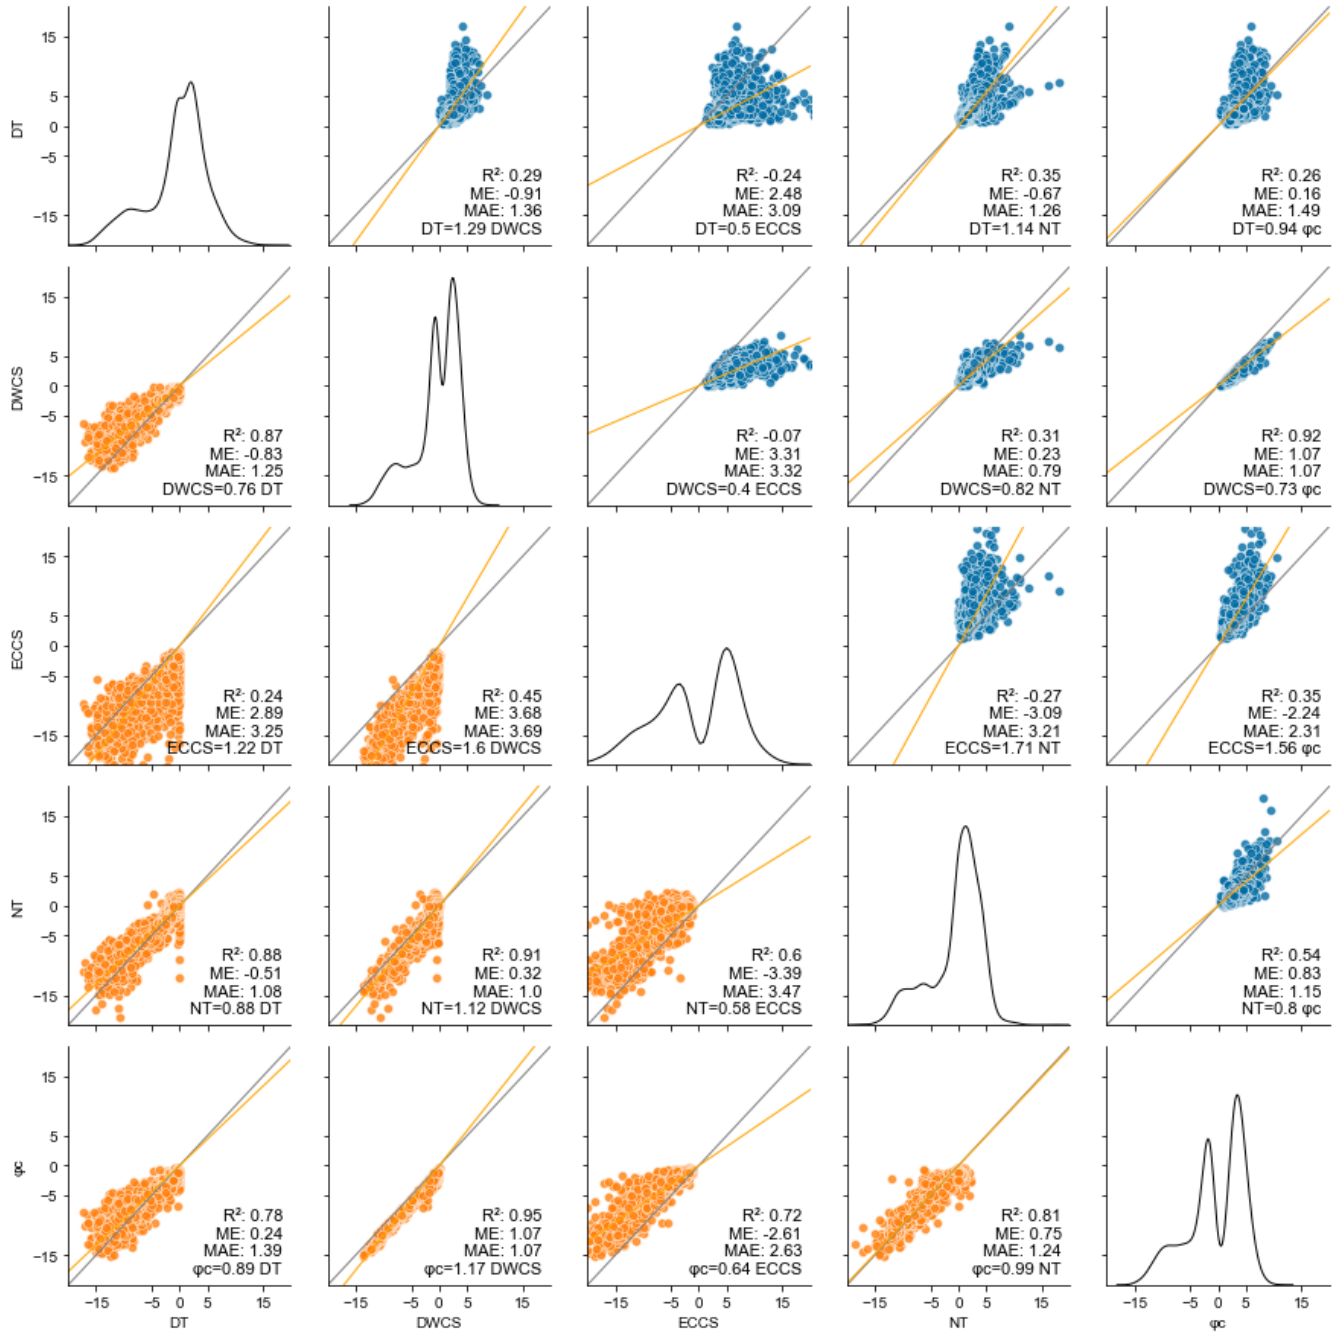 15
5
0
−5
−15
DT
R²: 0.29
ME: -0.91
MAE: 1.36
DT=1.29 DWCS
R²: -0.24
ME: 2.48
MAE: 3.09
DT=0.5 ECCS
R²: 0.35
ME: -0.67
MAE: 1.26
DT=1.14 NT
R²: 0.26
ME: 0.16
MAE: 1.49
DT=0.94 φc
15
5
0
−5
−15
DWCS
R²: 0.87
ME: -0.83
MAE: 1.25
DWCS=0.76 DT
R²: -0.07
ME: 3.31
MAE: 3.32
DWCS=0.4 ECCS
R²: 0.31
ME: 0.23
MAE: 0.79
DWCS=0.82 NT
R²: 0.92
ME: 1.07
MAE: 1.07
DWCS=0.73 φc
15
5
0
−5
−15
ECCS
R²: 0.24
ME: 2.89
MAE: 3.25
ECCS=1.22 DT
R²: 0.45
ME: 3.68
MAE: 3.69
ECCS=1.6 DWCS
R²: -0.27
ME: -3.09
MAE: 3.21
ECCS=1.71 NT
R²: 0.35
ME: -2.24
MAE: 2.31
ECCS=1.56 φc
15
5
0
−5
−15
NT
R²: 0.88
ME: -0.51
MAE: 1.08
NT=0.88 DT
R²: 0.91
ME: 0.32
MAE: 1.0
NT=1.12 DWCS
R²: 0.6
ME: -3.39
MAE: 3.47
NT=0.58 ECCS
R²: 0.54
ME: 0.83
MAE: 1.15
NT=0.8 φc
15
5
0
−5
−15
φc
R²: 0.78
ME: 0.24
MAE: 1.39
φc=0.89 DT
R²: 0.95
ME: 1.07
MAE: 1.07
φc=1.17 DWCS
R²: 0.72
ME: -2.61
MAE: 2.63
φc=0.64 ECCS
R²: 0.81
ME: 0.75
MAE: 1.24
φc=0.99 NT
−15 −5 0 5 15
DT
−15 −5 0 5 15
DWCS
−15 −5 0 5 15
ECCS
−15 −5 0 5 15
NT
−15 −5 0 5 15
φc